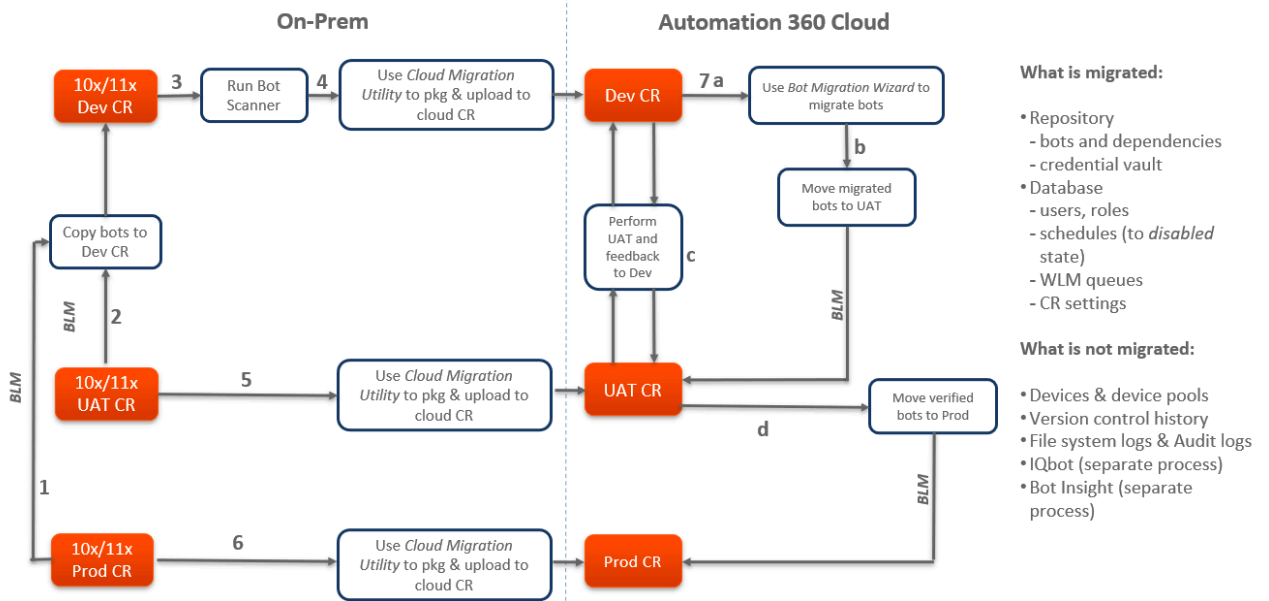 On-Prem
Automation 360 Cloud
10x/11x
Dev CR
3
Run Bot
Scanner
4
Use Cloud Migration
Utility to pkg & upload to
cloud CR
Dev CR
7 a
Use Bot Migration Wizard to
migrate bots
b
Move migrated
bots to UAT
Copy bots to
Dev CR
Perform
UAT and
feedback
to Dev
c
BLM
2
BLM
BLM
10x/11x
UAT CR
5
Use Cloud Migration
Utility to pkg & upload to
cloud CR
UAT CR
d
Move verified
bots to Prod
BLM
1
10x/11x
Prod CR
6
Use Cloud Migration
Utility to pkg & upload to
cloud CR
Prod CR
What is migrated:
• Repository
- bots and dependencies
- credential vault
• Database
- users, roles
- schedules (to disabled
state)
- WLM queues
- CR settings
What is not migrated:
• Devices & device pools
• Version control history
• File system logs & Audit logs
• IQbot (separate process)
• Bot Insight (separate
process)